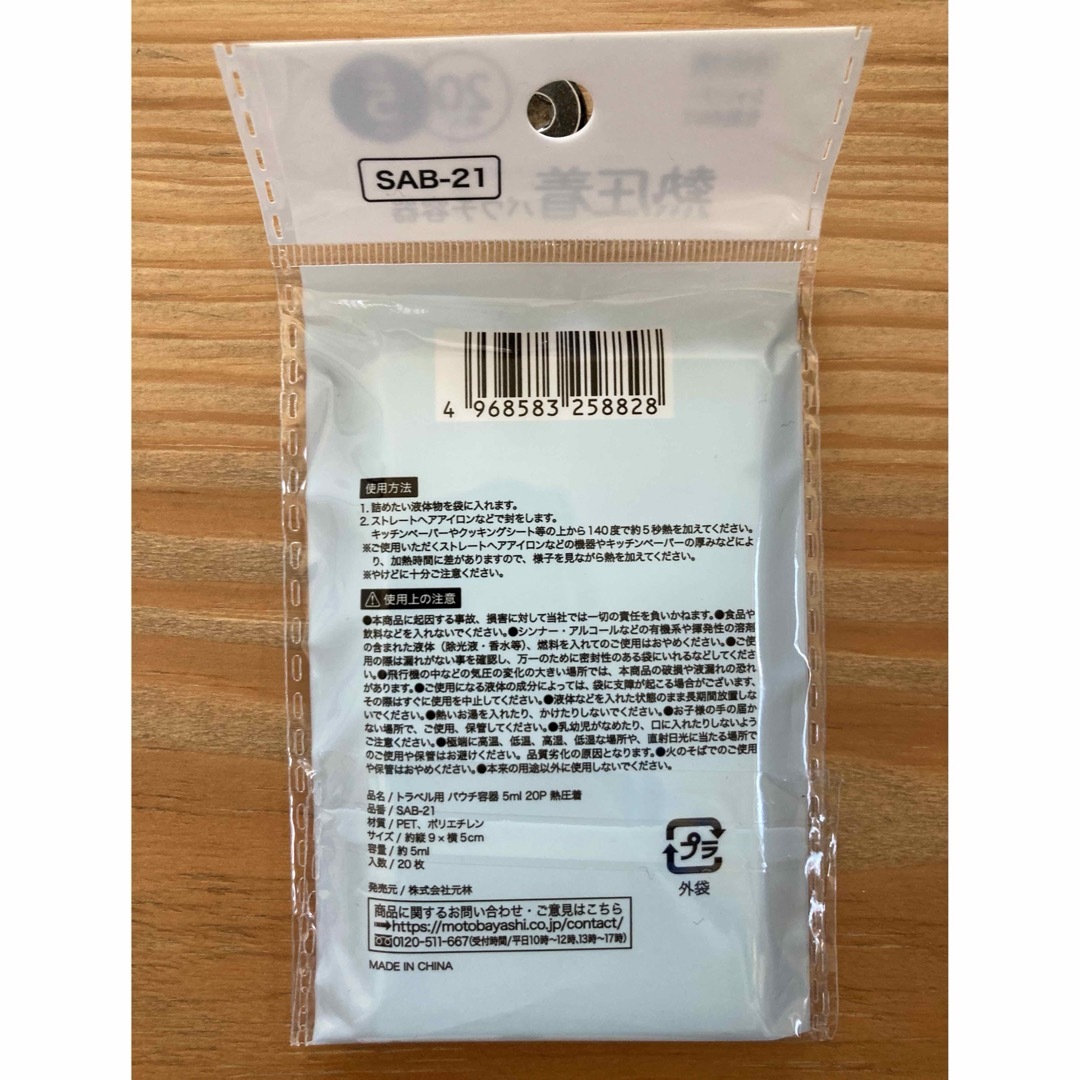 SAB-21
熱圧着
パウチ容器
4 968583 258828
使用方法
1. 詰めたい液体物を袋に入れます。
2. ストレートヘアアイロンなどで封をします。
キッチンペーパーやクッキングシート等の上から140度で約5秒熱を加えてください。
※ご使用いただくストレートヘアアイロンなどの機器やキッチンペーパーの厚みなどによ
り、加熱時間に差がありますので、様子を見ながら熱を加えてください。
※やけどに十分ご注意ください。
使用上の注意
●本商品に起因する事故、損害に対して当社では一切の責任を負いかねます。●食品や
飲料などを入れないでください。●シンナー・アルコールなどの有機系や揮発性の溶剤
の含まれた液体（除光液・香水等）、燃料を入れてのご使用はおやめください。●ご使
用の際は漏れがない事を確認し、万一のために密封性のある袋にいれるなどしてくださ
い。●飛行機の中などの気圧の変化の大きい場所では、本商品の破損や液漏れの恐れ
があります。●ご使用になる液体の成分によっては、袋に支障が起こる場合がございます、
その際はすぐに使用を中止してください。●液体などを入れた状態のまま長期間放置しな
いでください。●熱いお湯を入れたり、かけたりしないでください。●お子様の手の届か
ない場所で、ご使用、保管してください。●乳幼児がなめたり、口に入れたりしないよう
ご注意ください。●極端に高温、低温、高湿、低湿な場所や、直射日光に当たる場所で
のご使用や保管はお避けください。品質劣化の原因となります。●火のそばでのご使用
や保管はおやめください。●本来の用途以外に使用しないでください。
品名 / トラベル用 パウチ容器 5ml 20P 熱圧着
品番 / SAB-21
材質 / PET、ポリエチレン
サイズ / 約縦9×横5cm
容量 / 約5ml
入数 / 20枚
プラ
外袋
発売元 / 株式会社元林
商品に関するお問い合わせ・ご意見はこちら
➡https://motobayashi.co.jp/contact/
0120-511-667(受付時間/平日10時〜12時、13時〜17時)
MADE IN CHINA